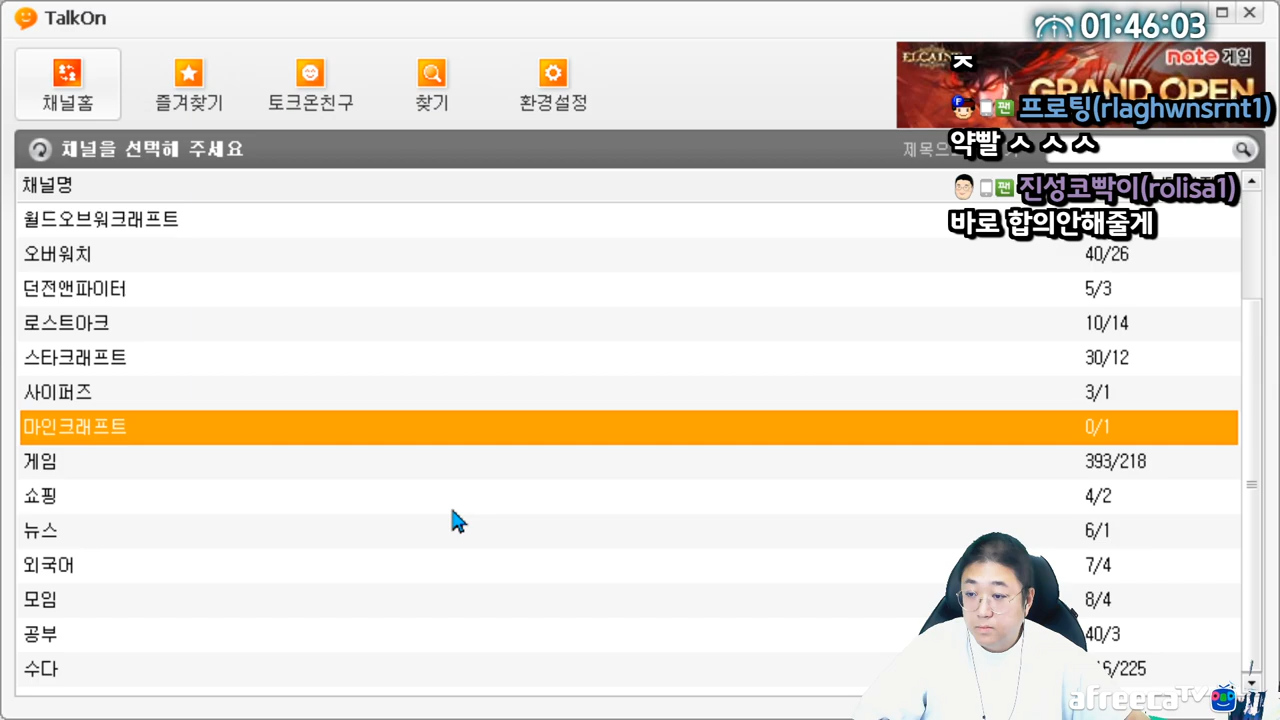 TalkOn
01:46:03
채널홈
즐겨찾기
토크온친구
찾기
환경설정
ELCAINE
nate 게임
GRAND OPEN
ㅈ
프로팅(rlaghwnsrnt1)
약빨 ㅅ ㅅ ㅅ
채널을 선택해 주세요
제목으
채널명
진성코빡이(rolisa1)
바로 합의안해줄게
월드오브워크래프트
오버워치 40/26
던전앤파이터 5/3
로스트아크 10/14
스타크래프트 30/12
사이퍼즈 3/1
마인크래프트 0/1
게임 393/218
쇼핑 4/2
뉴스 6/1
외국어 7/4
모임 8/4
공부 40/3
수다 6/225
afreecaTV